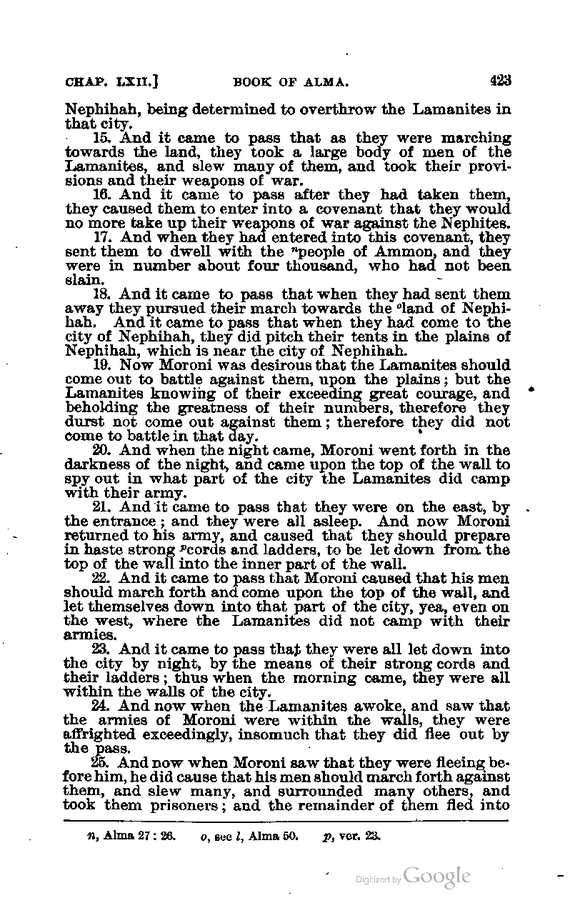 CHAP. LXII.] BOOK OF ALMA. 423
Nephihah, being determined to overthrow the Lamanites in
that city.
15. And it came to pass that as they were marching
towards the land, they took a large body of men of the
Lamanites, and slew many of them, and took their provi-
sions and their weapons of war.
16. And it came to pass after they had taken them,
they caused them to enter into a covenant that they would
no more take up their weapons of war against the Nephites.
17. And when they had entered into this covenant, they
sent them to dwell with the ⁿpeople of Ammon, and they
were in number about four thousand, who had not been
slain.
18. And it came to pass that when they had sent them
away they pursued their march towards the ᵒland of Nephi-
hah. And it came to pass that when they had come to the
city of Nephihah, they did pitch their tents in the plains of
Nephihah, which is near the city of Nephihah.
19. Now Moroni was desirous that the Lamanites should
come out to battle against them, upon the plains; but the
Lamanites knowing of their exceeding great courage, and
beholding the greatness of their numbers, therefore they
durst not come out against them; therefore they did not
come to battle in that day.
20. And when the night came, Moroni went forth in the
darkness of the night, and came upon the top of the wall to
spy out in what part of the city the Lamanites did camp
with their army.
21. And it came to pass that they were on the east, by
the entrance; and they were all asleep. And now Moroni
returned to his army, and caused that they should prepare
in haste strong ᵖcords and ladders, to be let down from the
top of the wall into the inner part of the wall.
22. And it came to pass that Moroni caused that his men
should march forth and come upon the top of the wall, and
let themselves down into that part of the city, yea, even on
the west, where the Lamanites did not camp with their
armies.
23. And it came to pass that they were all let down into
the city by night, by the means of their strong cords and
their ladders; thus when the morning came, they were all
within the walls of the city.
24. And now when the Lamanites awoke, and saw that
the armies of Moroni were within the walls, they were
affrighted exceedingly, insomuch that they did flee out by
the pass.
25. And now when Moroni saw that they were fleeing be-
fore him, he did cause that his men should march forth against
them, and slew many, and surrounded many others, and
took them prisoners; and the remainder of them fled into
n, Alma 27:26. o, see l, Alma 50. p, ver. 23.
Digitized by Google